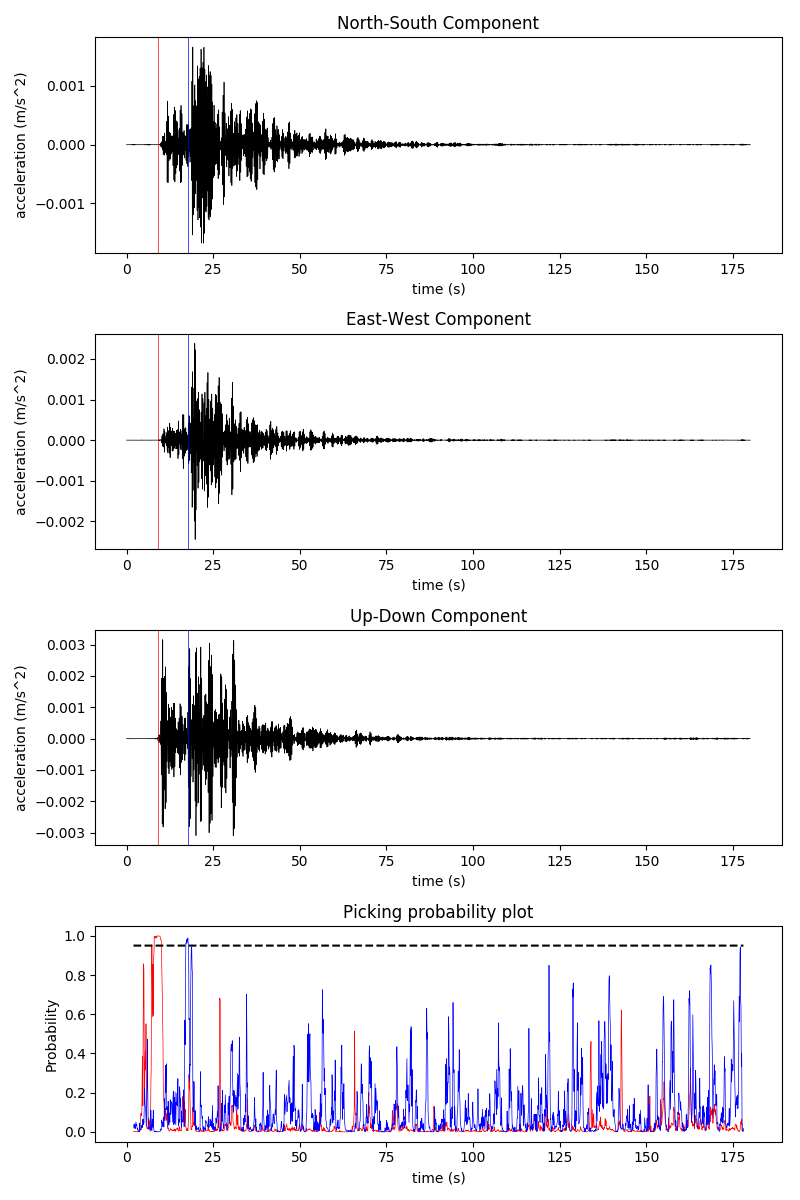 North-South Component
acceleration (m/s^2)
0.001
0.000
−0.001
0 25 50 75 100 125 150 175
time (s)
East-West Component
acceleration (m/s^2)
0.002
0.001
0.000
−0.001
−0.002
0 25 50 75 100 125 150 175
time (s)
Up-Down Component
acceleration (m/s^2)
0.003
0.002
0.001
0.000
−0.001
−0.002
−0.003
0 25 50 75 100 125 150 175
time (s)
Picking probability plot
Probability
1.0
0.8
0.6
0.4
0.2
0.0
0 25 50 75 100 125 150 175
time (s)